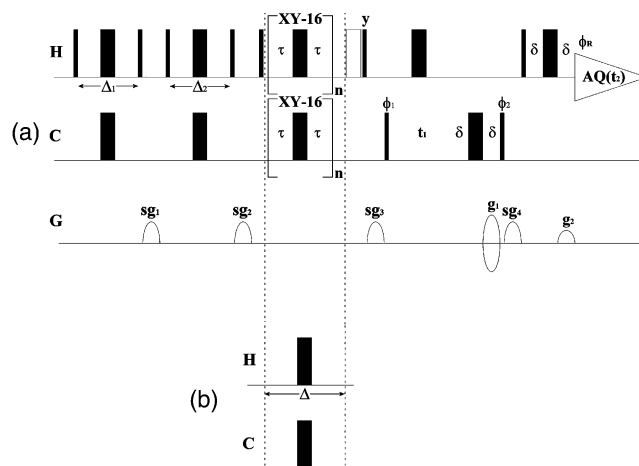 XY-16
y
H τ τ δ δ ϕR
n
Δ1 Δ2 AQ(t2)
(a)
XY-16
ϕ1 ϕ2
C τ τ t1 δ δ
n
sg1 sg2 sg3 g1 sg4 g2
G
H
(b) Δ
C